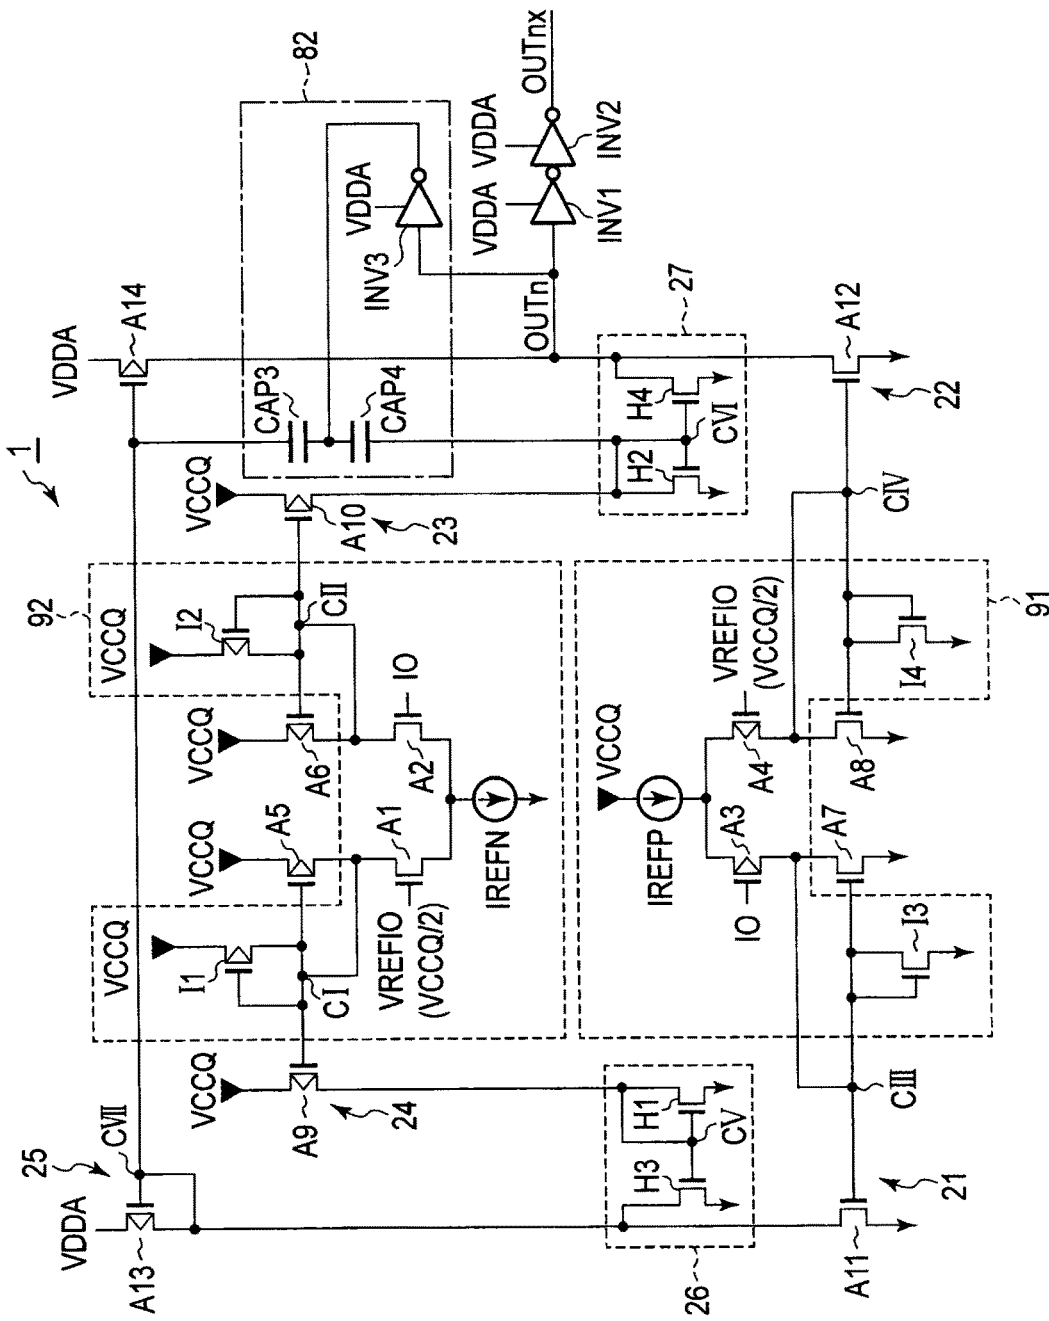 1
82
VDDA
A14
CAP3
CAP4
VDDA
INV3
VDDA
VDDA
OUTnx
INV2
INV1
OUTn
27
H4
H2
CVI
A12
22
VCCQ
A10
23
92
VCCQ
I2
CII
VCCQ
A6
IO
A2
VCCQ
A5
A1
IREFN
VREFIO
(VCCQ/2)
VCCQ
I1
CI
CIV
VREFIO
(VCCQ/2)
91
I4
VCCQ
A4
A8
IREFP
A3
A7
IO
I3
CIII
25
CVII
VDDA
A13
VCCQ
A9
24
H1
CV
H3
26
A11
21